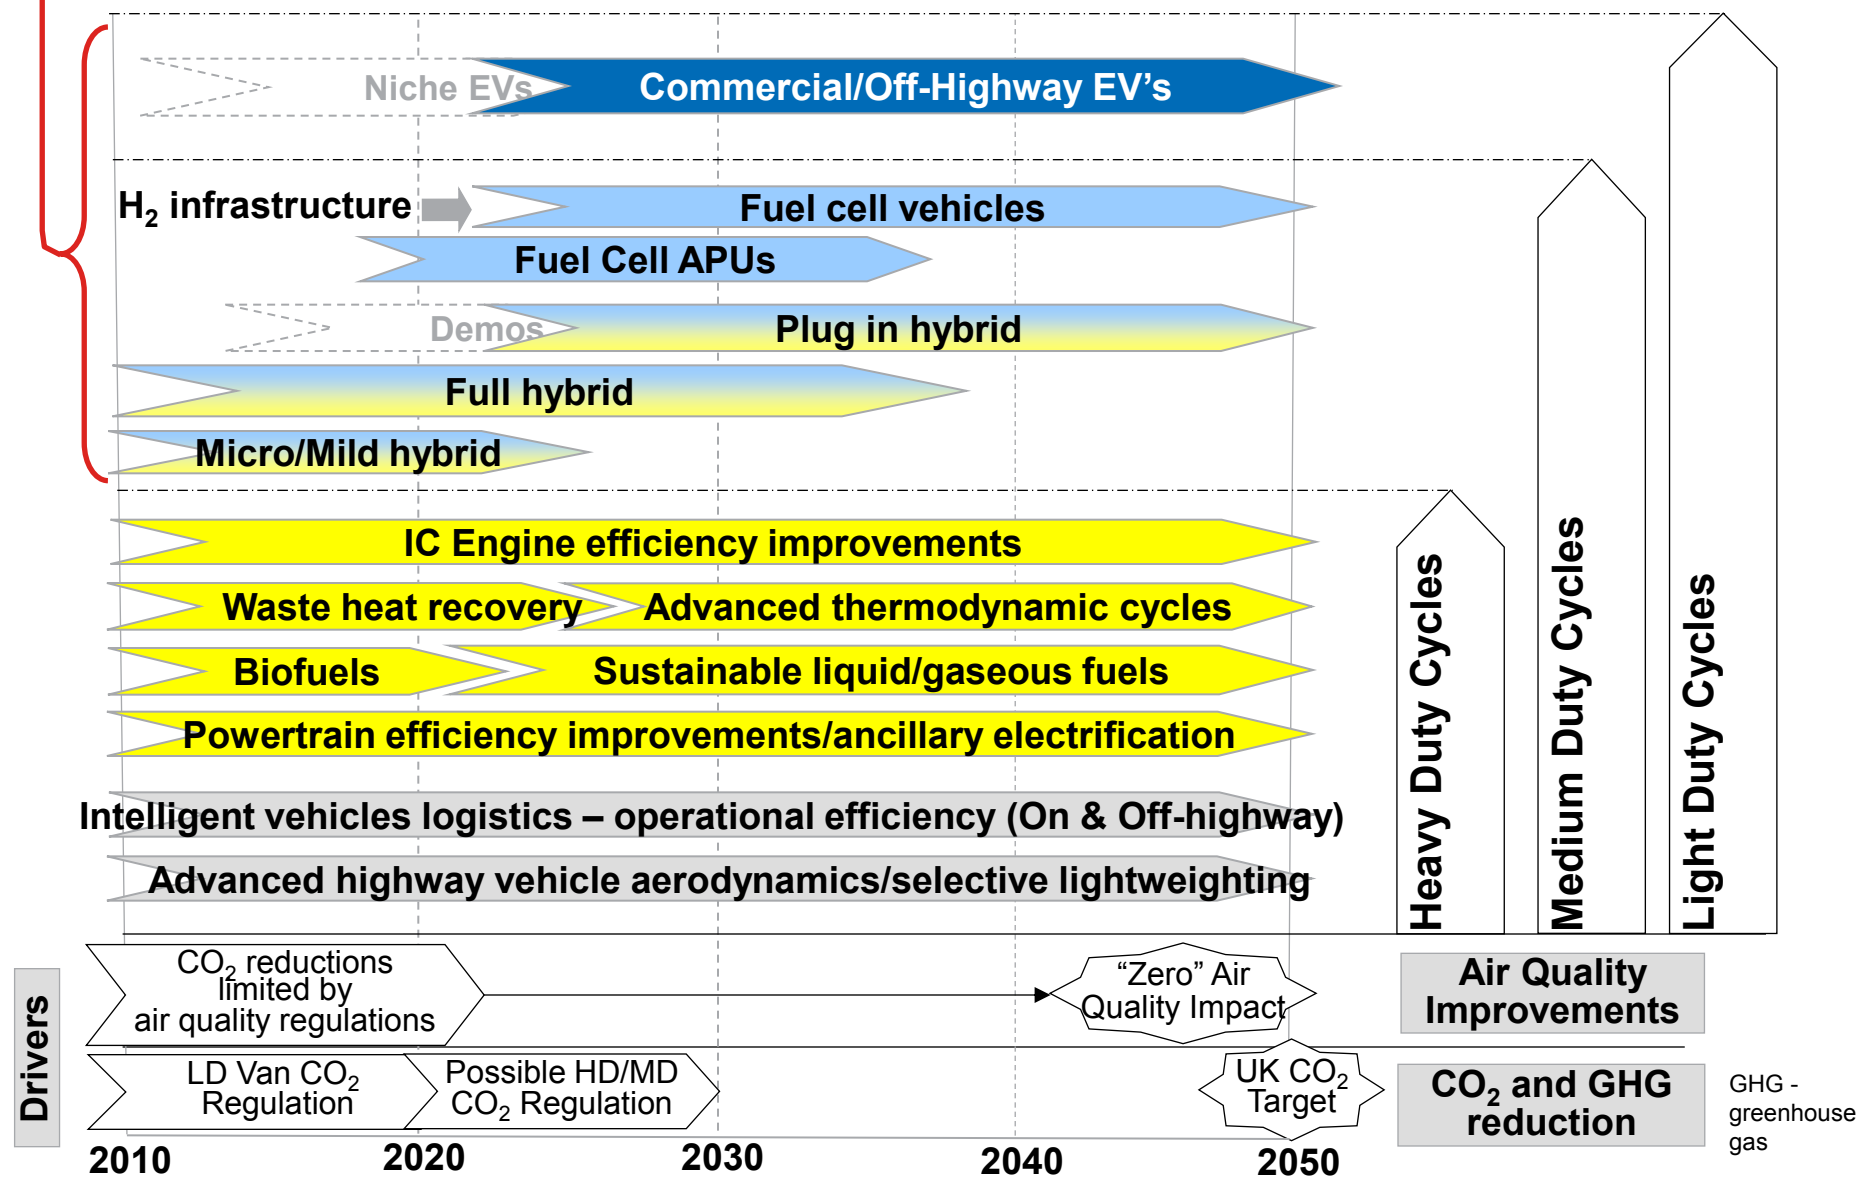 Niche EVs
Commercial/Off-Highway EV's
H₂ infrastructure
Fuel cell vehicles
Fuel Cell APUs
Demos
Plug in hybrid
Full hybrid
Micro/Mild hybrid
IC Engine efficiency improvements
Waste heat recovery
Advanced thermodynamic cycles
Biofuels
Sustainable liquid/gaseous fuels
Powertrain efficiency improvements/ancillary electrification
Intelligent vehicles logistics – operational efficiency (On & Off-highway)
Advanced highway vehicle aerodynamics/selective lightweighting
Heavy Duty Cycles
Medium Duty Cycles
Light Duty Cycles
Drivers
CO₂ reductions
limited by
air quality regulations
“Zero” Air
Quality Impact
Air Quality
Improvements
LD Van CO₂
Regulation
Possible HD/MD
CO₂ Regulation
UK CO₂
Target
CO₂ and GHG
reduction
GHG -
greenhouse
gas
2010
2020
2030
2040
2050